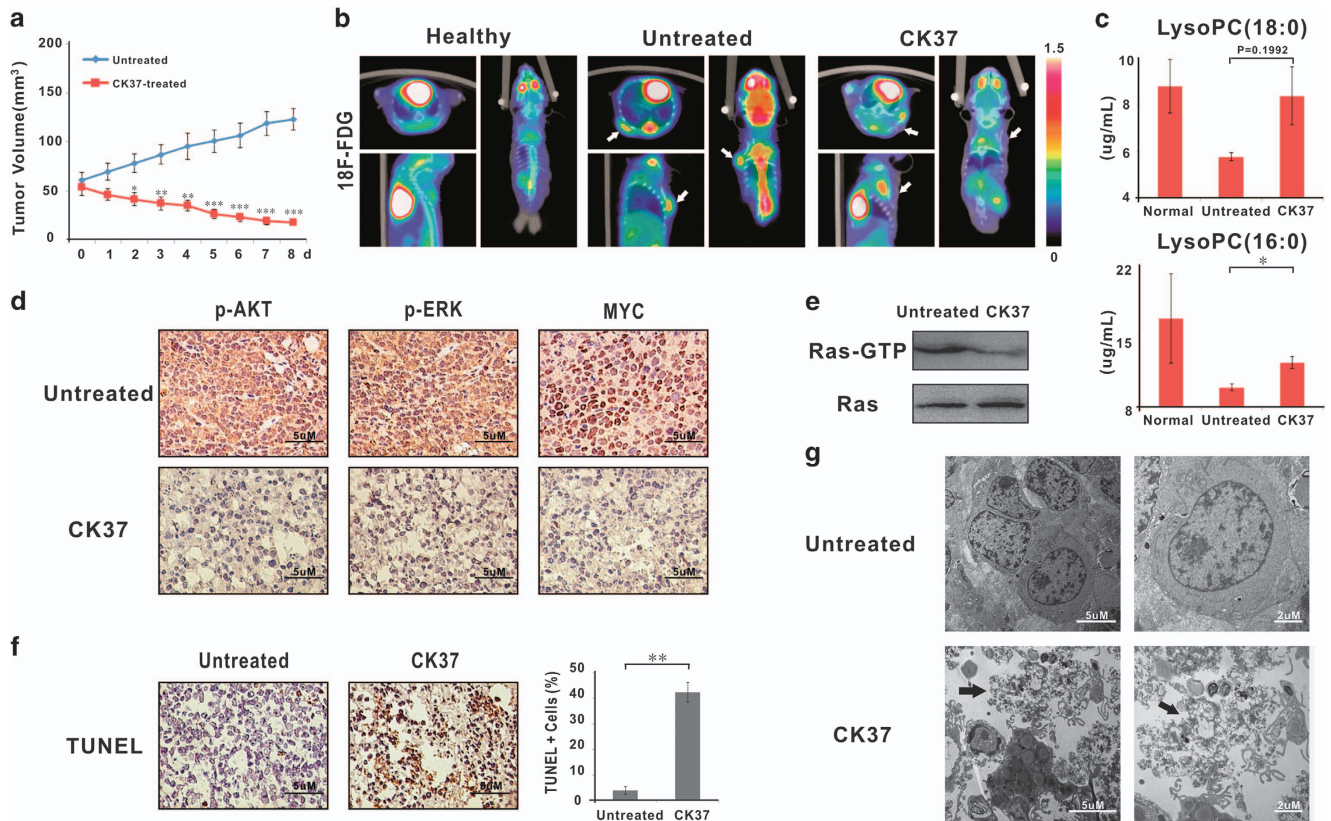 a
Tumor Volume(mm³)
200
150
100
50
0
Untreated
CK37-treated
* ** ** *** *** *** ***
0 1 2 3 4 5 6 7 8 d
b
Healthy Untreated CK37
18F-FDG
1.5
0
c
LysoPC(18:0)
P=0.1992
(ug/mL)
10
8
6
4
Normal Untreated CK37
LysoPC(16:0)
*
(ug/mL)
22
15
8
Normal Untreated CK37
d
p-AKT p-ERK MYC
Untreated
5uM 5uM 5uM
CK37
5uM 5uM 5uM
e
Untreated CK37
Ras-GTP
Ras
f
Untreated CK37
TUNEL
5uM 5uM
**
TUNEL + Cells (%)
50
40
30
20
10
0
Untreated CK37
g
Untreated
5uM 2uM
CK37
5uM 2uM